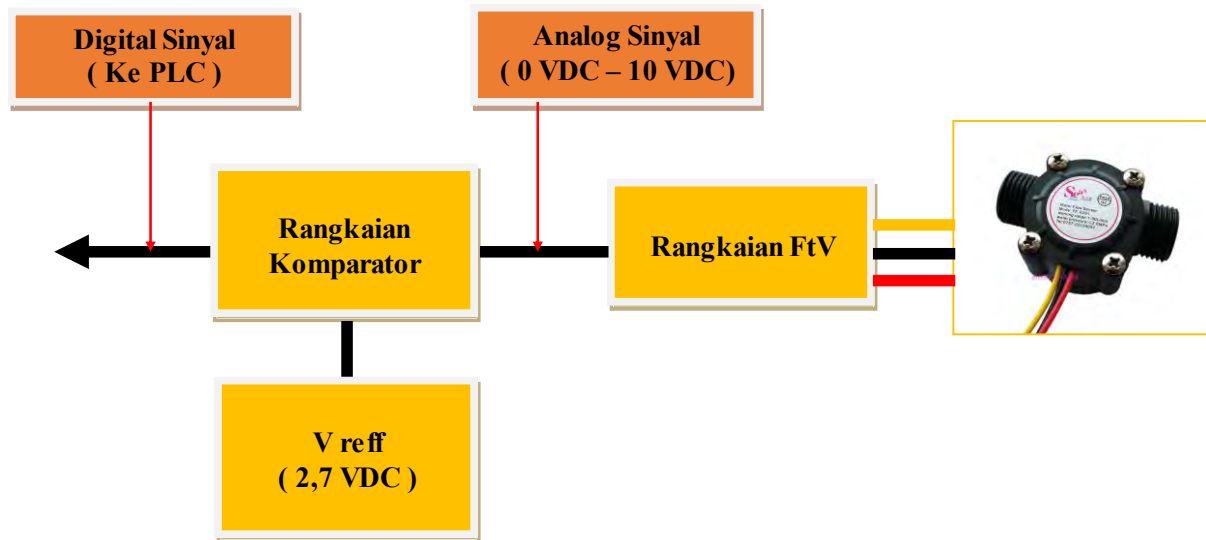 Digital Sinyal
( Ke PLC )
Analog Sinyal
( 0 VDC – 10 VDC)
Rangkaian
Komparator
Rangkaian FtV
V reff
( 2,7 VDC )